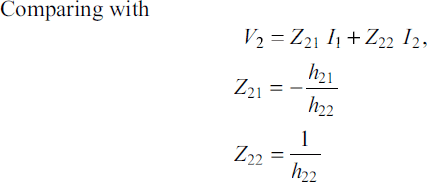 Comparing with
V₂ = Z₂₁ I₁ + Z₂₂ I₂,
Z₂₁ = − h₂₁ / h₂₂
Z₂₂ = 1 / h₂₂